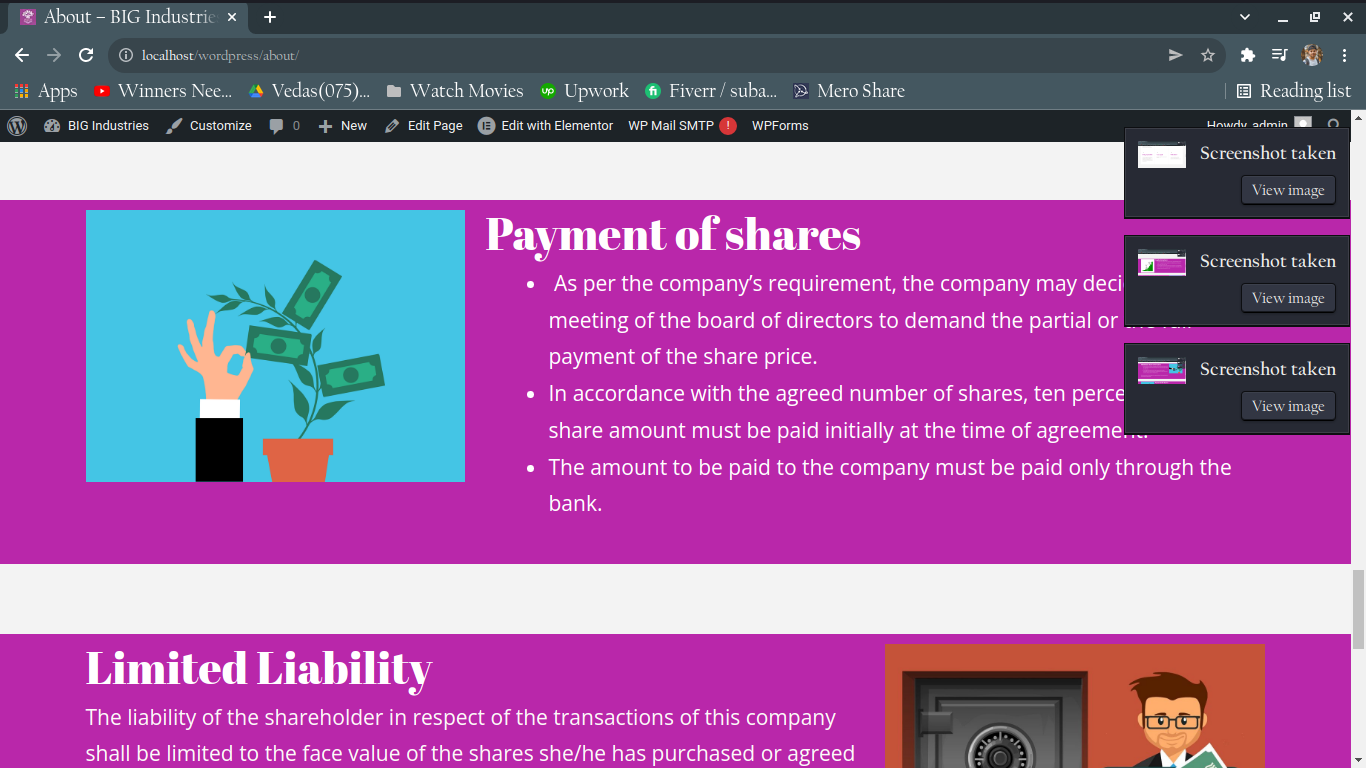 About – BIG Industrie
localhost/wordpress/about/
Apps Winners Nee... Vedas(075)... Watch Movies Upwork Fiverr / suba... Mero Share Reading list
BIG Industries Customize 0 New Edit Page Edit with Elementor WP Mail SMTP ! WPForms Howdy, admin
Screenshot taken
View image
Screenshot taken
View image
Screenshot taken
View image
Payment of shares
As per the company’s requirement, the company may deci
meeting of the board of directors to demand the partial or the full
payment of the share price.
In accordance with the agreed number of shares, ten perce
share amount must be paid initially at the time of agreement.
The amount to be paid to the company must be paid only through the
bank.
Limited Liability
The liability of the shareholder in respect of the transactions of this company
shall be limited to the face value of the shares she/he has purchased or agreed